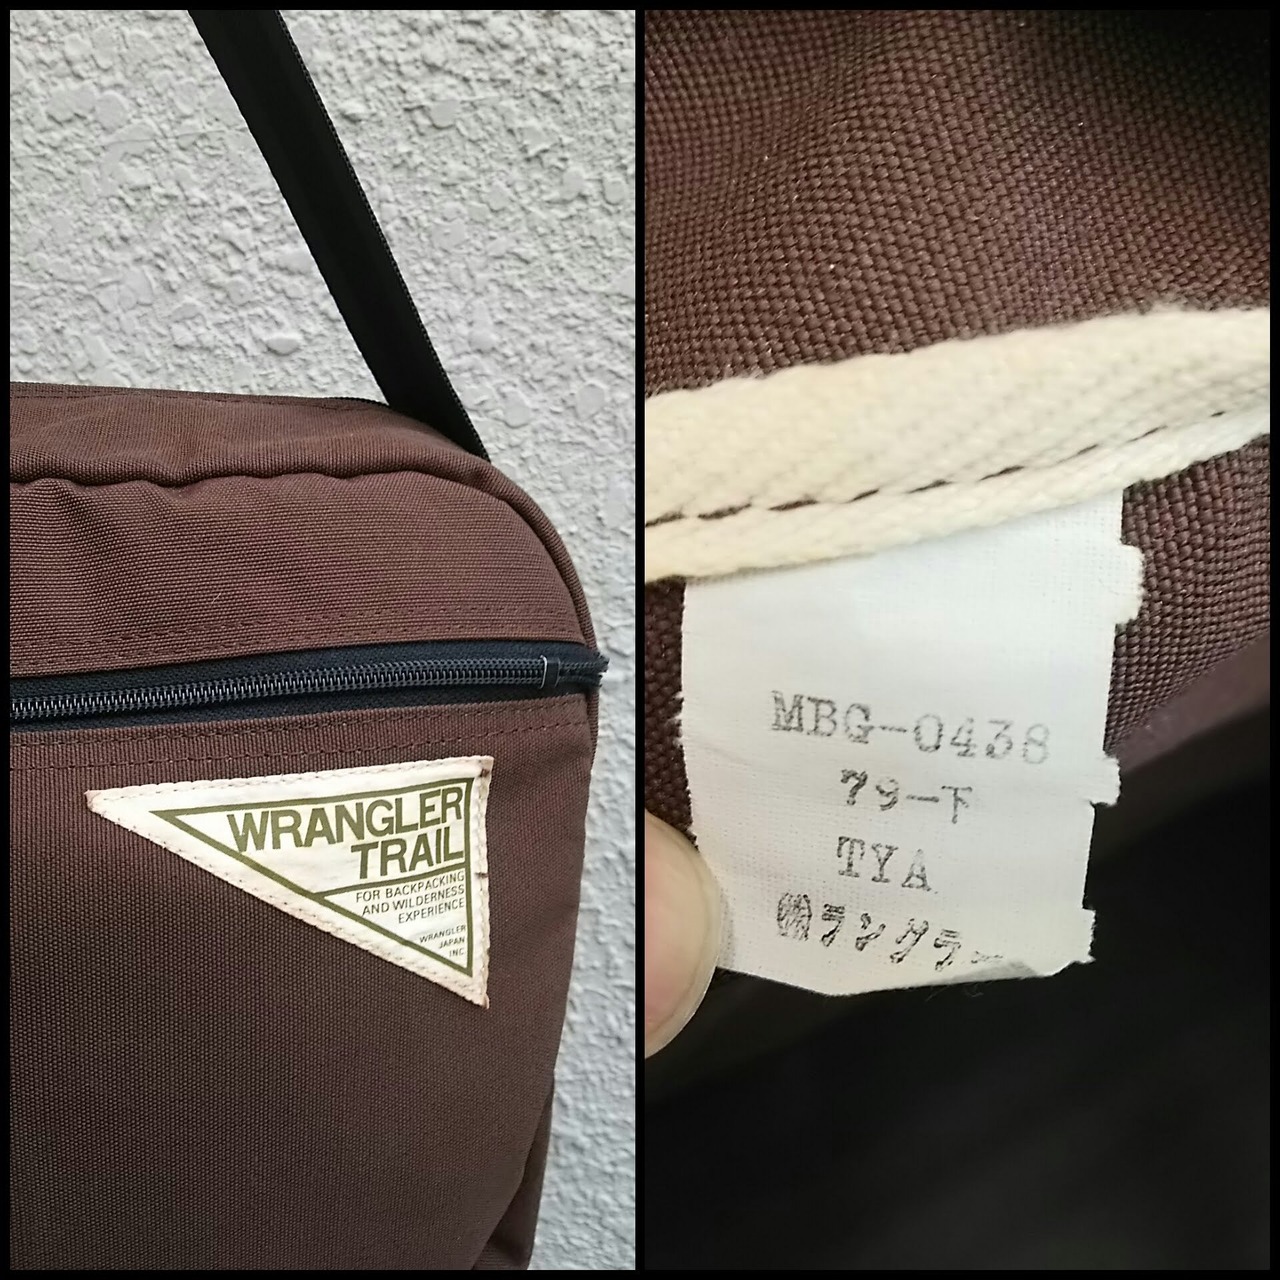 WRANGLER
TRAIL
FOR BACKPACKING
AND WILDERNESS
EXPERIENCE
WRANGLER
JAPAN
INC
MBG-0438
79-下
TYA
㈱ラングラー